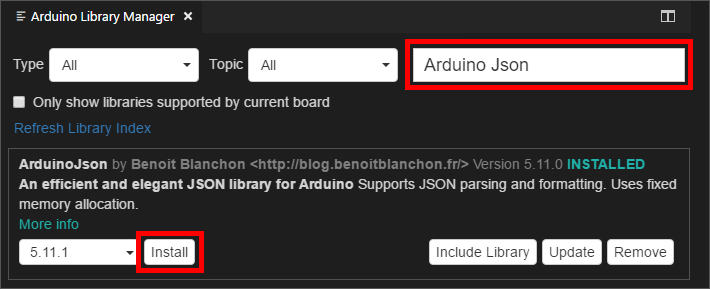 Arduino Library Manager ×
Type All Topic All Arduino Json
Only show libraries supported by current board
Refresh Library Index
ArduinoJson by Benoit Blanchon <http://blog.benoitblanchon.fr/> Version 5.11.0 INSTALLED
An efficient and elegant JSON library for Arduino Supports JSON parsing and formatting. Uses fixed
memory allocation.
More info
5.11.1 Install Include Library Update Remove